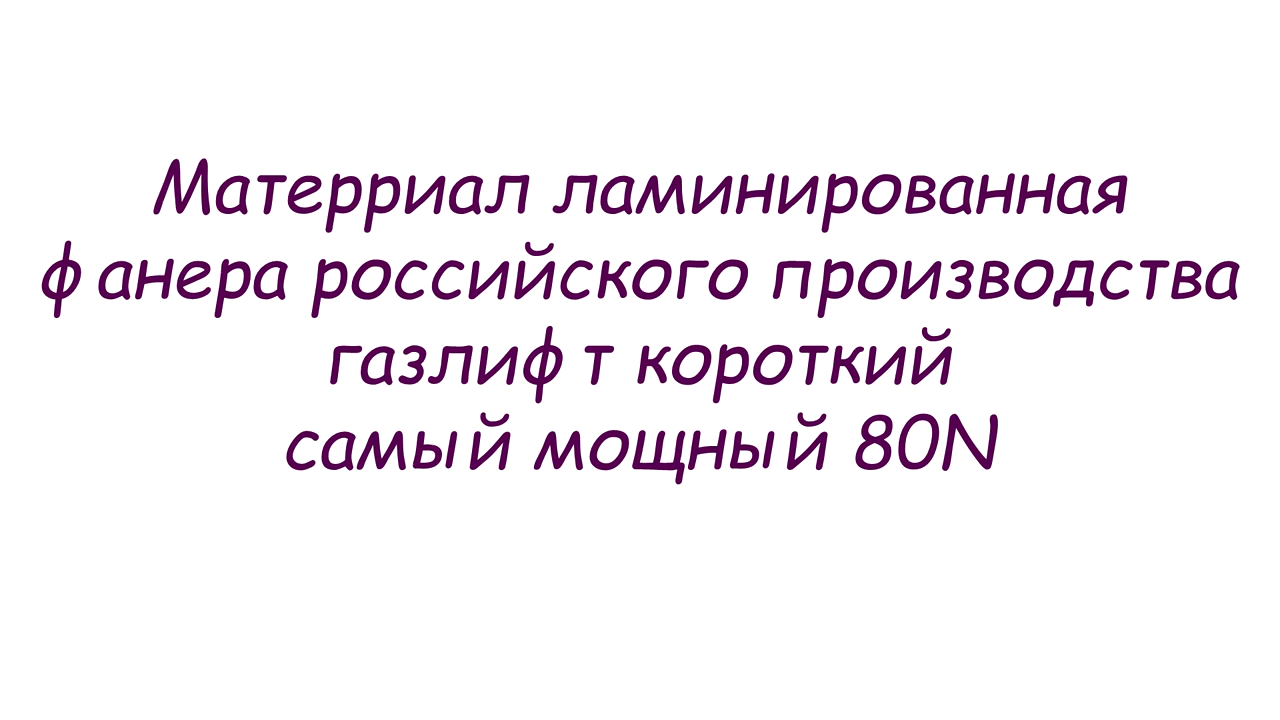 Матерриал ламинированная
фанера российского производства
газлифт короткий
самый мощный 80N